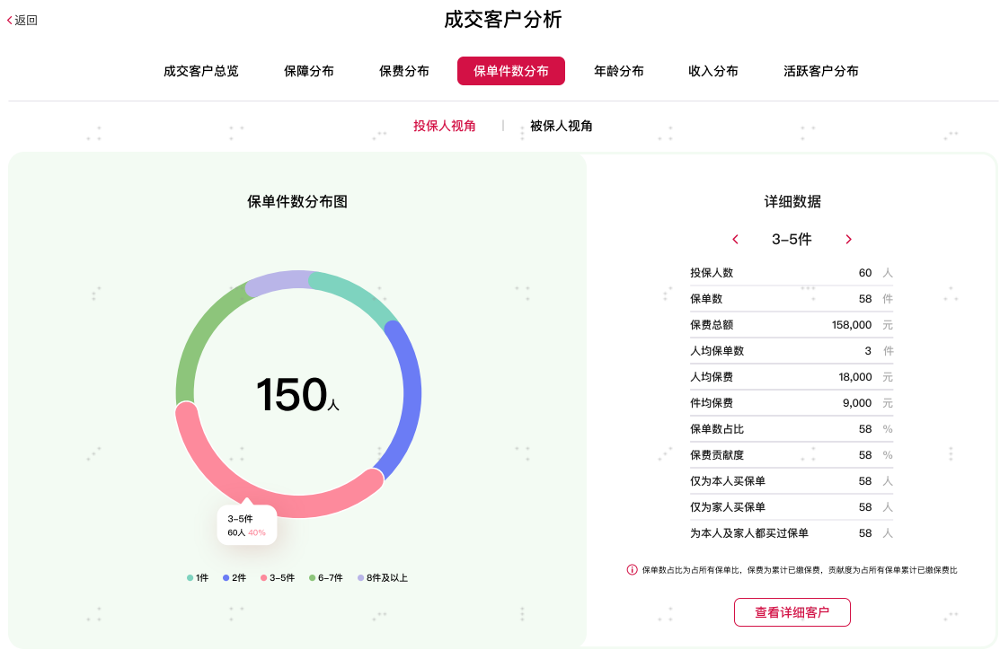 返回
成交客户分析
成交客户总览 保障分布 保费分布 保单件数分布 年龄分布 收入分布 活跃客户分布
投保人视角 | 被保人视角
保单件数分布图
150人
3-5件
60人 40%
1件 2件 3-5件 6-7件 8件及以上
详细数据
3-5件
投保人数 60 人
保单数 58 件
保费总额 158,000 元
人均保单数 3 件
人均保费 18,000 元
件均保费 9,000 元
保单数占比 58 %
保费贡献度 58 %
仅为本人买保单 58 人
仅为家人买保单 58 人
为本人及家人都买过保单 58 人
保单数占比为占所有保单比，保费为累计已缴保费，贡献度为占所有保单累计已缴保费比
查看详细客户